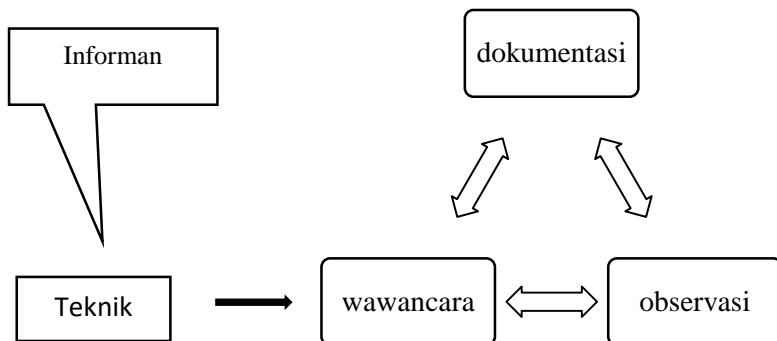 Informan
dokumentasi
Teknik
wawancara
observasi